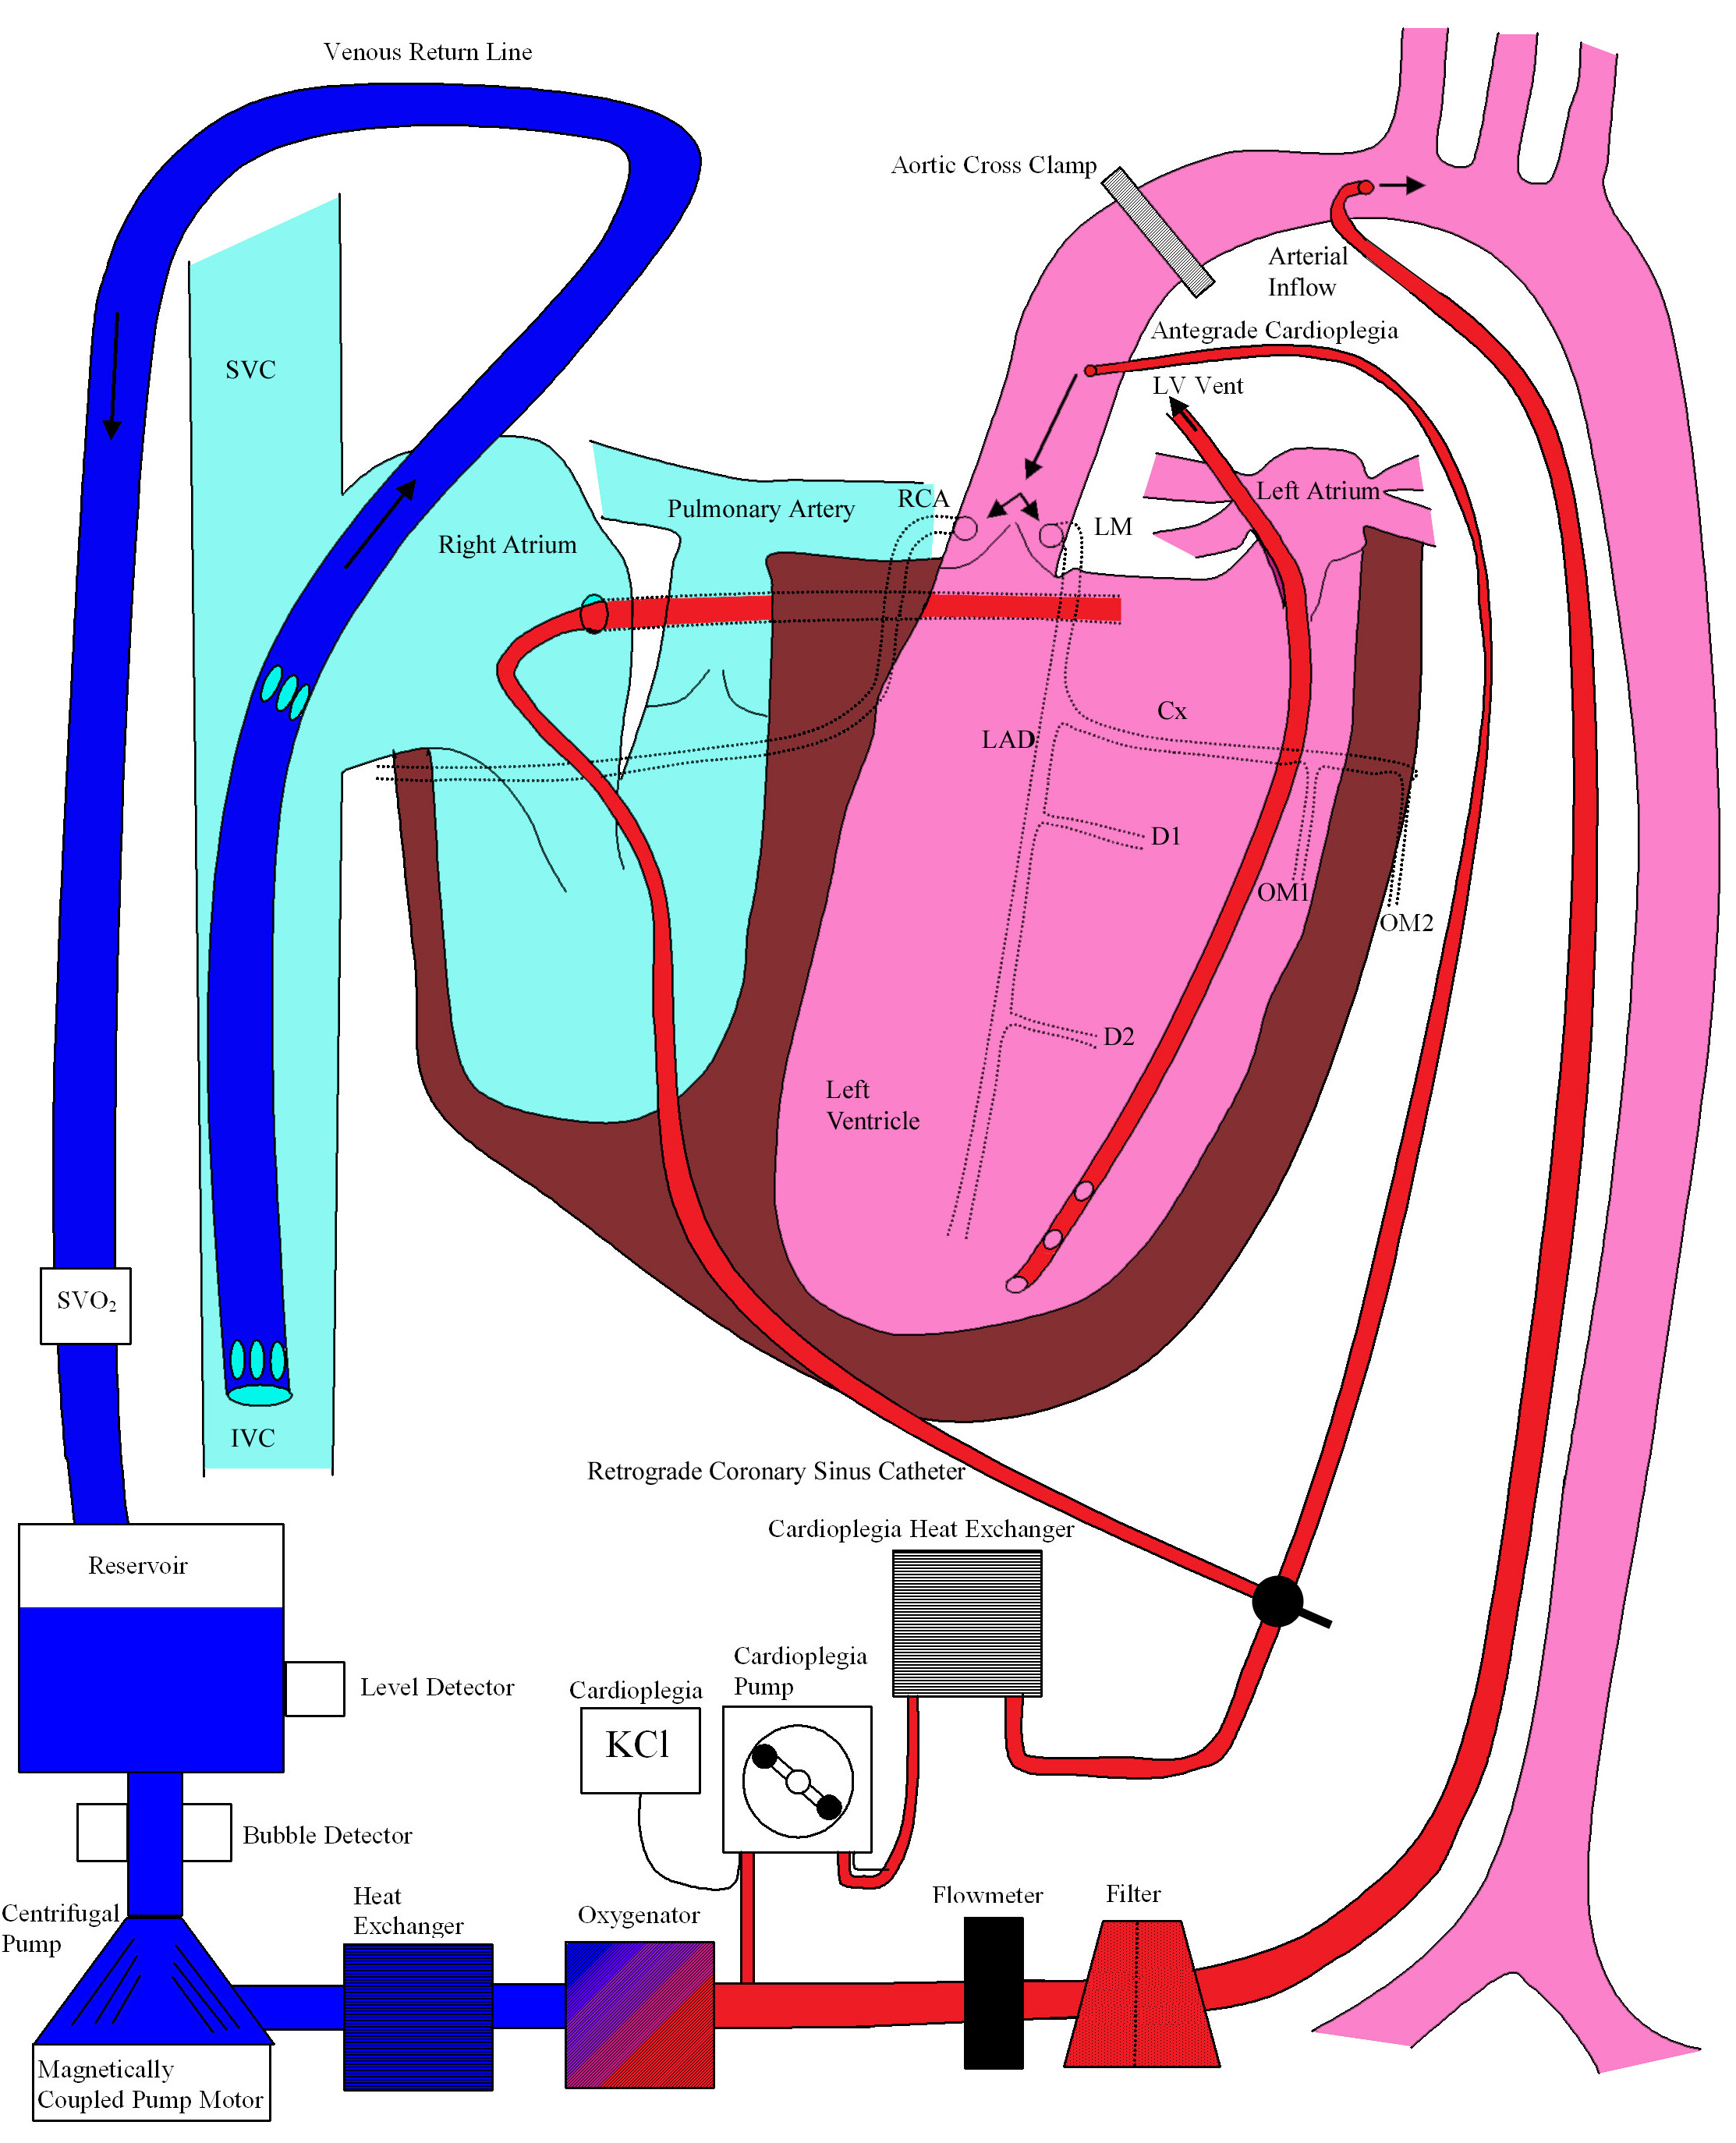 Venous Return Line
Aortic Cross Clamp
Arterial
Inflow
Antegrade Cardioplegia
SVC
LV Vent
Left Atrium
RCA
Pulmonary Artery
LM
Right Atrium
Cx
LAD
D1
OM1
OM2
D2
Left
Ventricle
SVO₂
IVC
Retrograde Coronary Sinus Catheter
Cardioplegia Heat Exchanger
Reservoir
Level Detector
Cardioplegia
Pump
Cardioplegia
KCl
Bubble Detector
Centrifugal
Pump
Heat
Exchanger
Oxygenator
Flowmeter
Filter
Magnetically
Coupled Pump Motor